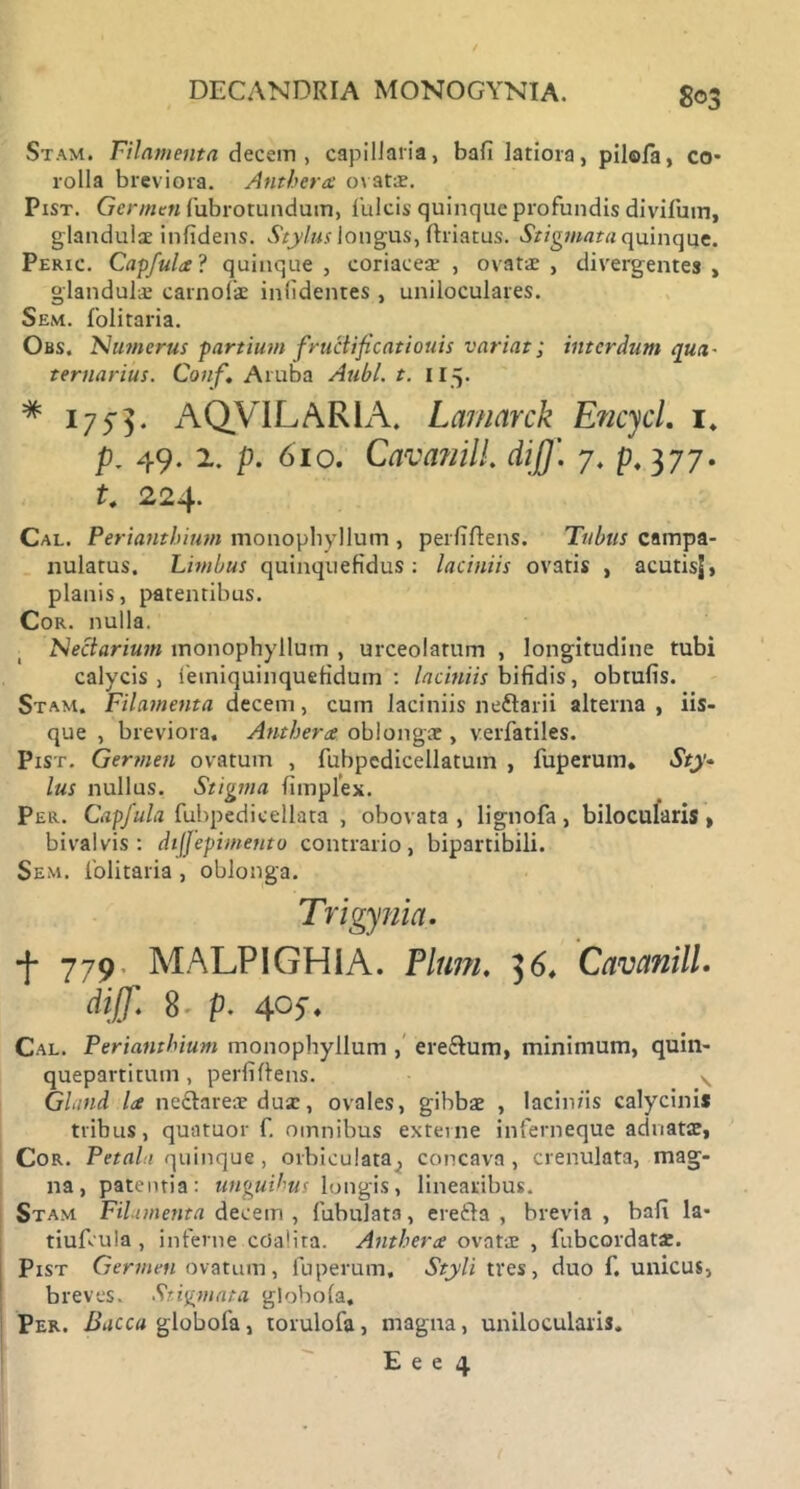 DECANDRIA MONOGYNIA. 803
Stam. Filamenta decem, capillaria, baſi latiora, piloſa, co-
rolla breviora. Antheræ ovatæ.
Pist. Germen ſubrotundum, ſulcis quinque profundis diviſum,
glandulæ inſidens. Stylus longus, ſtriatus. Stigmata quinque.
Peric. Capſulæ? quinque, coriaceæ, ovatæ, divergentes,
glandulæ carnoſæ inſidentes, uniloculares.
Sem. ſolitaria.
Obs. Numerus partium fructificationis variat; interdum qua-
ternarius. Conf. Aruba Aubl. t. 115.
* 1753. AQVILARIA. Lamarck Encycl. 1.
p. 49. 2. p. 610. Cavanill. diſſ. 7. p. 377.
t. 224.
Cal. Perianthium monophyllum, perſiſtens. Tubus campa-
nulatus. Limbus quinquefidus: laciniis ovatis, acutis,
planis, patentibus.
Cor. nulla.
Nectarium monophyllum, urceolatum, longitudine tubi
calycis, ſemiquinquefidum: laciniis bifidis, obtuſis.
Stam. Filamenta decem, cum laciniis nectarii alterna, iis-
que, breviora. Antheræ oblongæ, verſatiles.
Pist. Germen ovatum, ſubpedicellatum, ſuperum. Sty-
lus nullus. Stigma ſimplex.
Per. Capſula ſubpedicellata, obovata, lignoſa, bilocularis,
bivalvis: diſſepimento contrario, bipartibili.
Sem. ſolitaria, oblonga.
Trigynia.
† 779. MALPIGHIA. Plum. 36. Cavanill.
diſſ. 8. p. 405.
Cal. Perianthium monophyllum, erectum, minimum, quin-
quepartitum, perſiſtens.
Gland læ nectareæ duæ, ovales, gibbæ, laciniis calycinis
tribus, quatuor ſ. omnibus externe inferneque adnatæ,
Cor. Petala quinque, orbiculata, concava, crenulata, mag-
na, patentia: unguibus longis, linearibus.
Stam Filamenta decem, ſubulata, erecta, brevia, baſi la-
tiuſcula, inferne coalita. Antheræ ovatæ, ſubcordatæ.
Pist Germen ovatum, ſuperum. Styli tres, duo ſ. unicus,
breves. Stigmata globoſa.
Per. Bacca globoſa, toruloſa, magna, unilocularis.
E e e 4